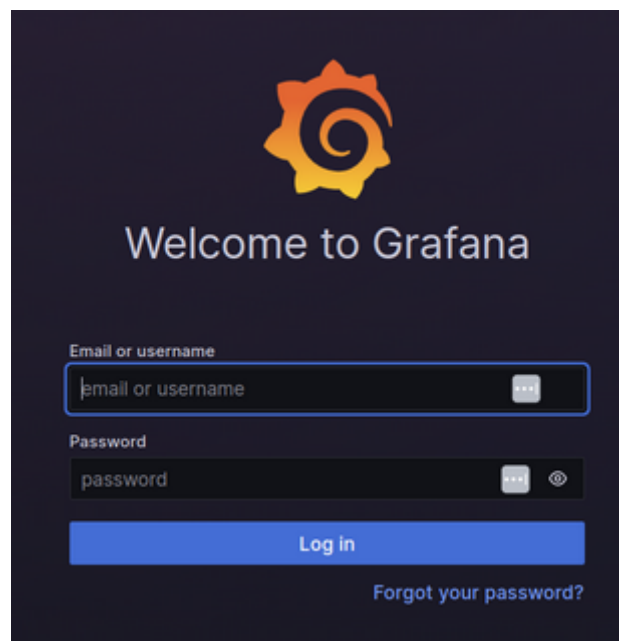 Welcome to Grafana
Email or username
email or username
Password
password
Log in
Forgot your password?